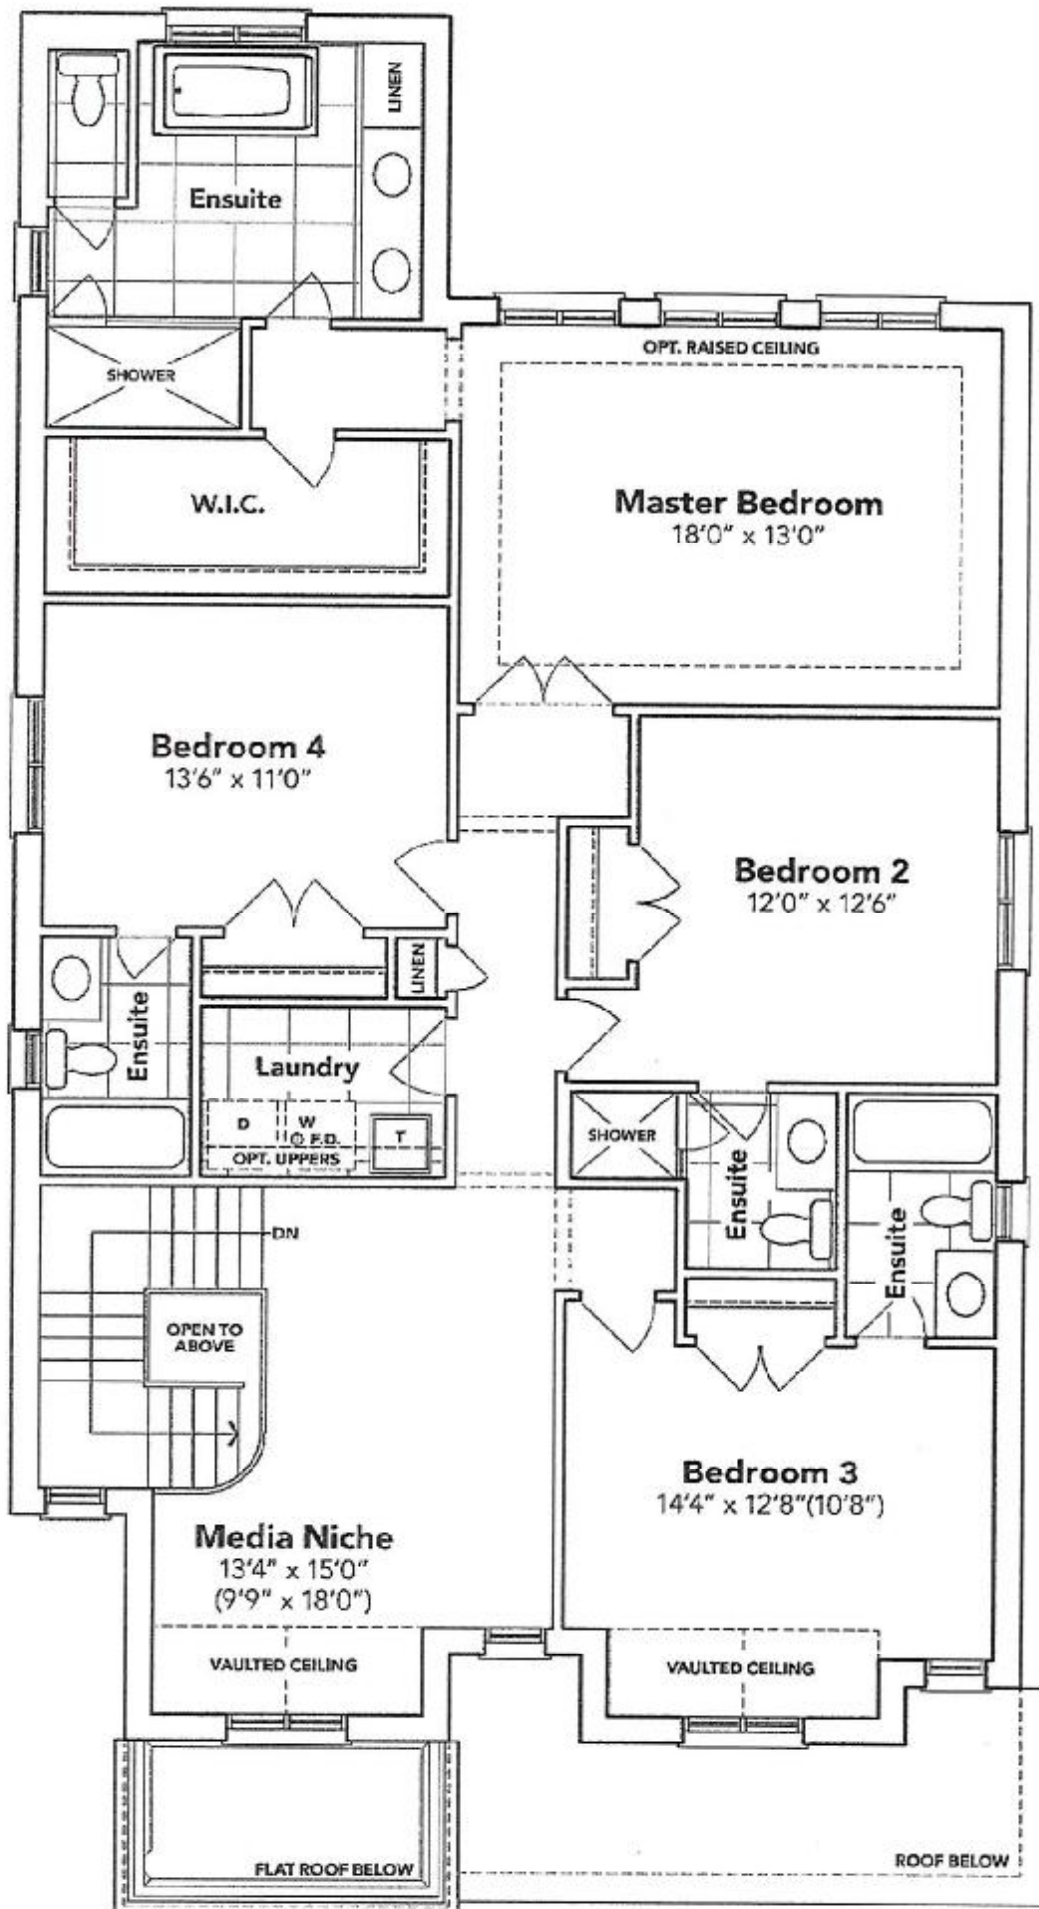 LINEN
Ensuite
SHOWER
OPT. RAISED CEILING
W.I.C.
Master Bedroom
18'0" x 13'0"
Bedroom 4
13'6" x 11'0"
Bedroom 2
12'0" x 12'6"
LINEN
Ensuite
Laundry
D
W
F.D.
T
OPT. UPPERS
SHOWER
Ensuite
Ensuite
DN
OPEN TO
ABOVE
Bedroom 3
14'4" x 12'8"(10'8")
Media Niche
13'4" x 15'0"
(9'9" x 18'0")
VAULTED CEILING
VAULTED CEILING
FLAT ROOF BELOW
ROOF BELOW